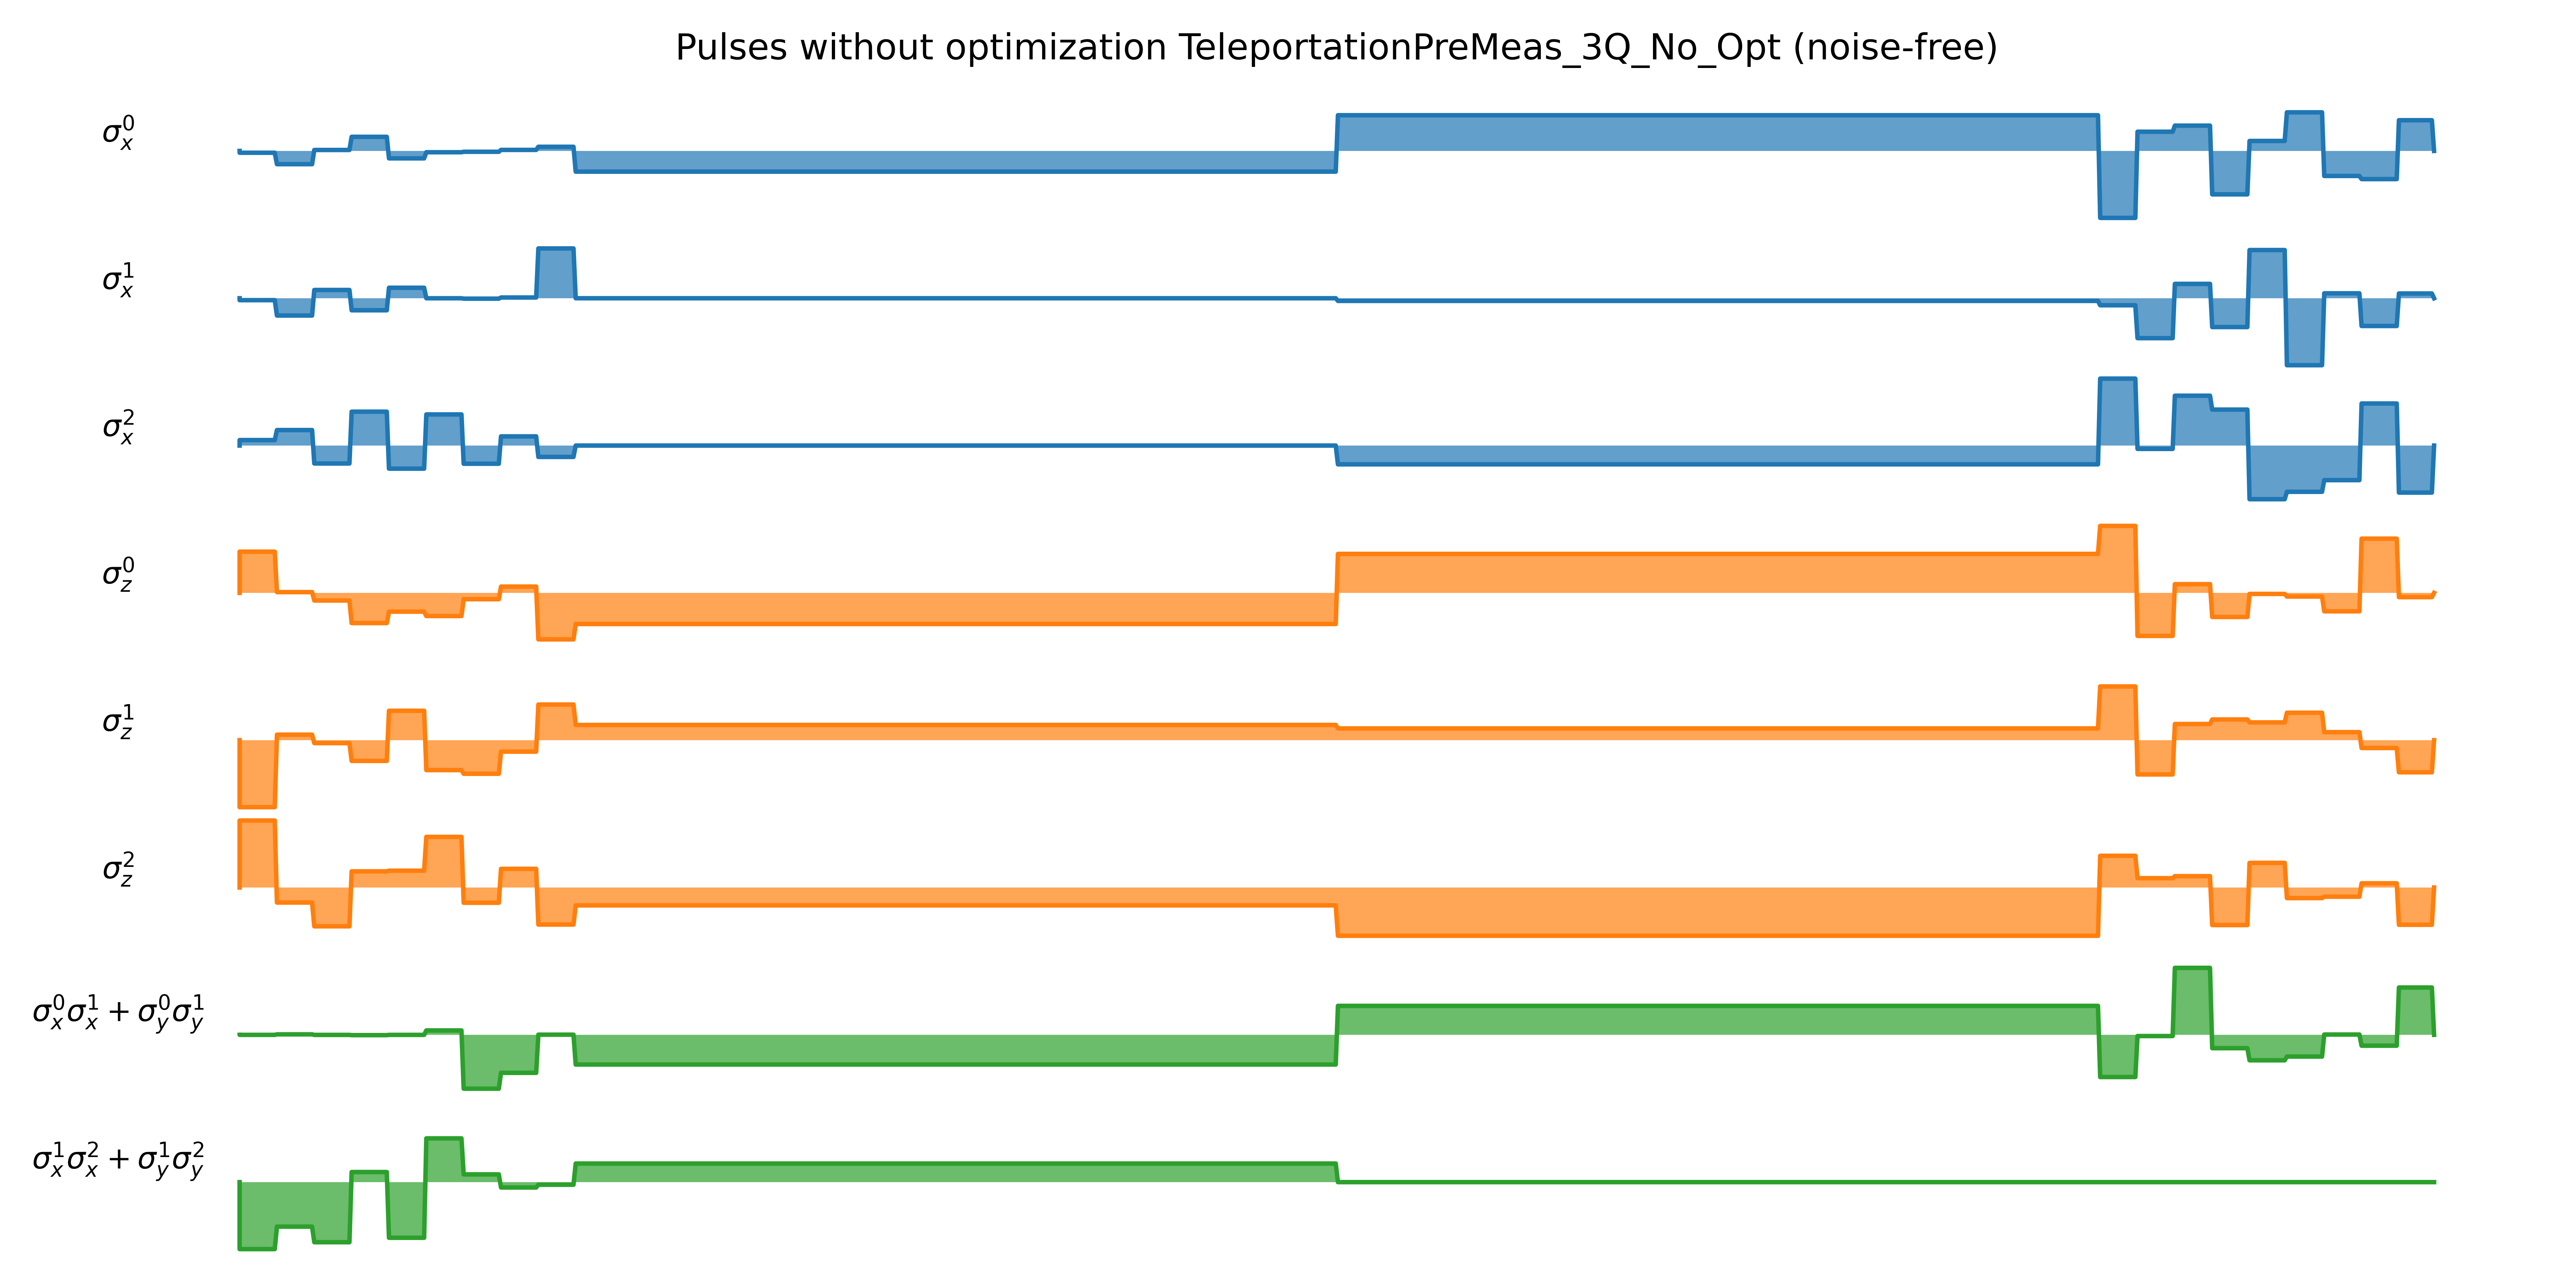 Pulses without optimization TeleportationPreMeas_3Q_No_Opt (noise-free)
σ_x^0
σ_x^1
σ_x^2
σ_z^0
σ_z^1
σ_z^2
σ_x^0σ_x^1 + σ_y^0σ_y^1
σ_x^1σ_x^2 + σ_y^1σ_y^2